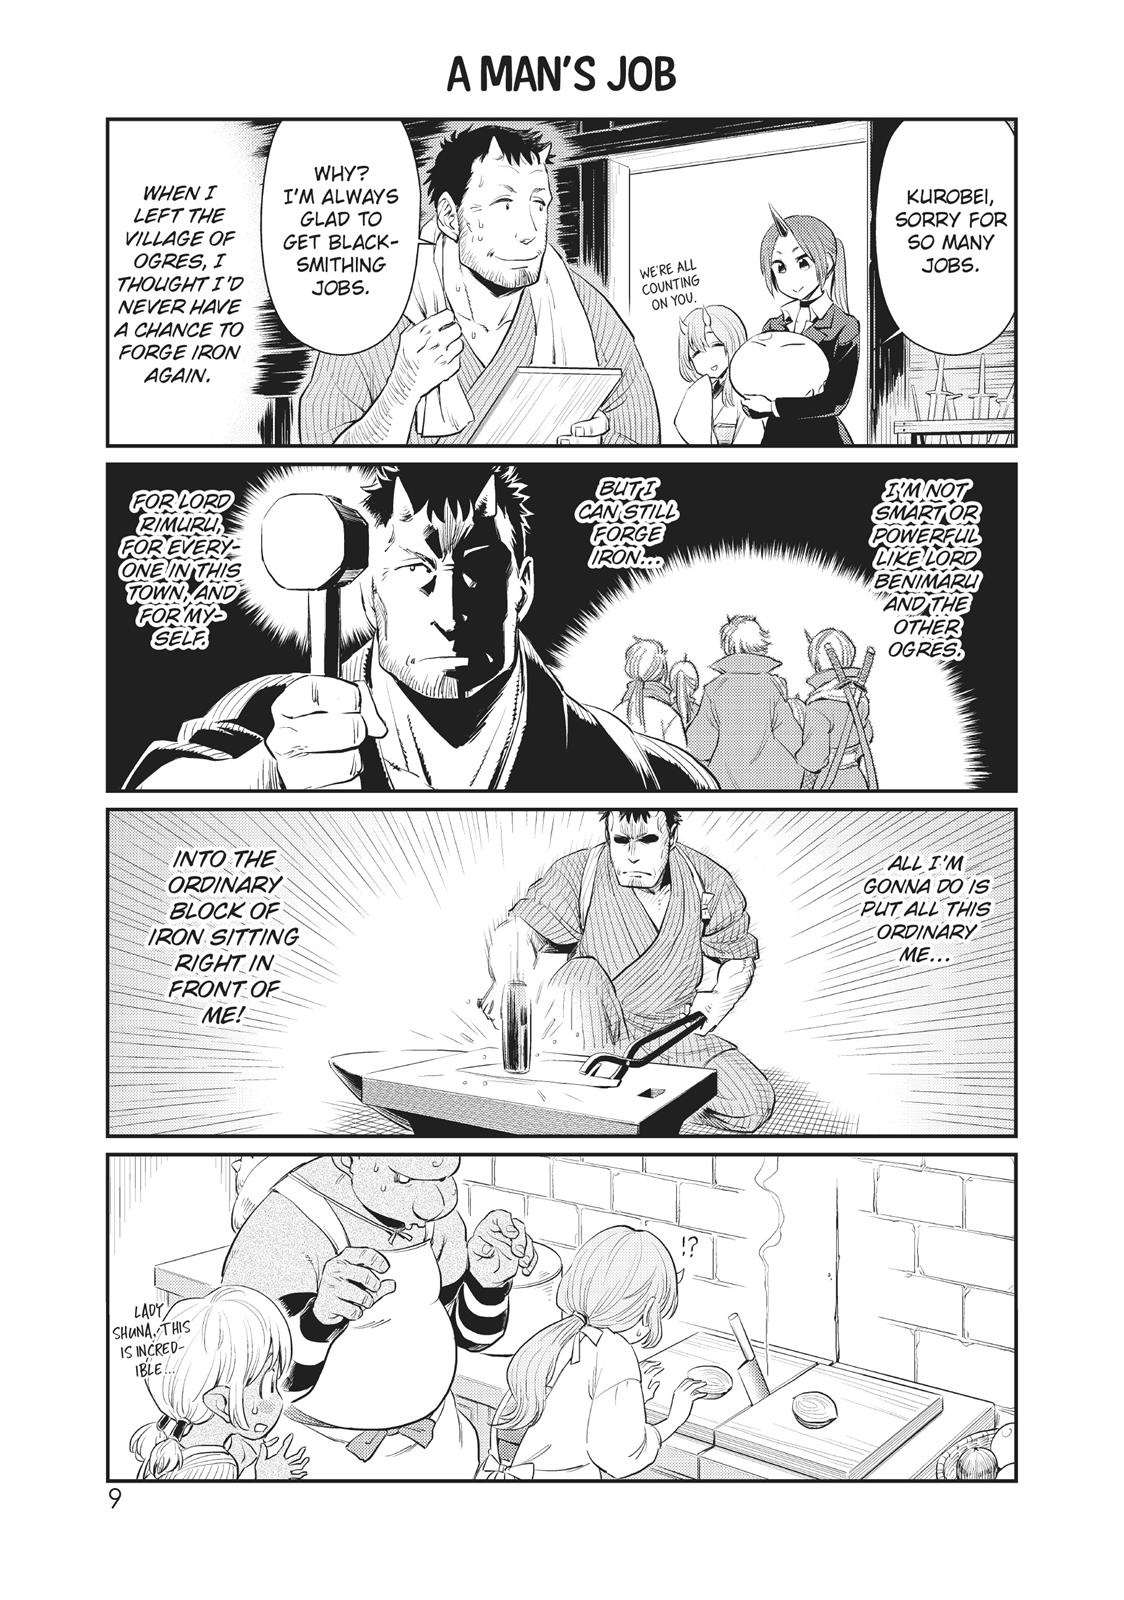 A MAN'S JOB
KUROBEI,
SORRY FOR
SO MANY
JOBS.
WE'RE ALL
COUNTING
ON YOU.
WHY?
I'M ALWAYS
GLAD TO
GET BLACK-
SMITHING
JOBS.
WHEN I
LEFT THE
VILLAGE OF
OGRES, I
THOUGHT I'D
NEVER HAVE
A CHANCE TO
FORGE IRON
AGAIN.
I'M NOT
SMART OR
POWERFUL
LIKE LORD
BENIMARU
AND THE
OTHER
OGRES.
BUT I
CAN STILL
FORGE
IRON...
FOR LORD
RIMURU,
FOR EVERY-
ONE IN THIS
TOWN, AND
FOR MY-
SELF.
ALL I'M
GONNA DO IS
PUT ALL THIS
ORDINARY
ME...
INTO THE
ORDINARY
BLOCK OF
IRON SITTING
RIGHT IN
FRONT OF
ME!
!?
LADY
SHUNA, THIS
IS INCRED-
IBLE...
9